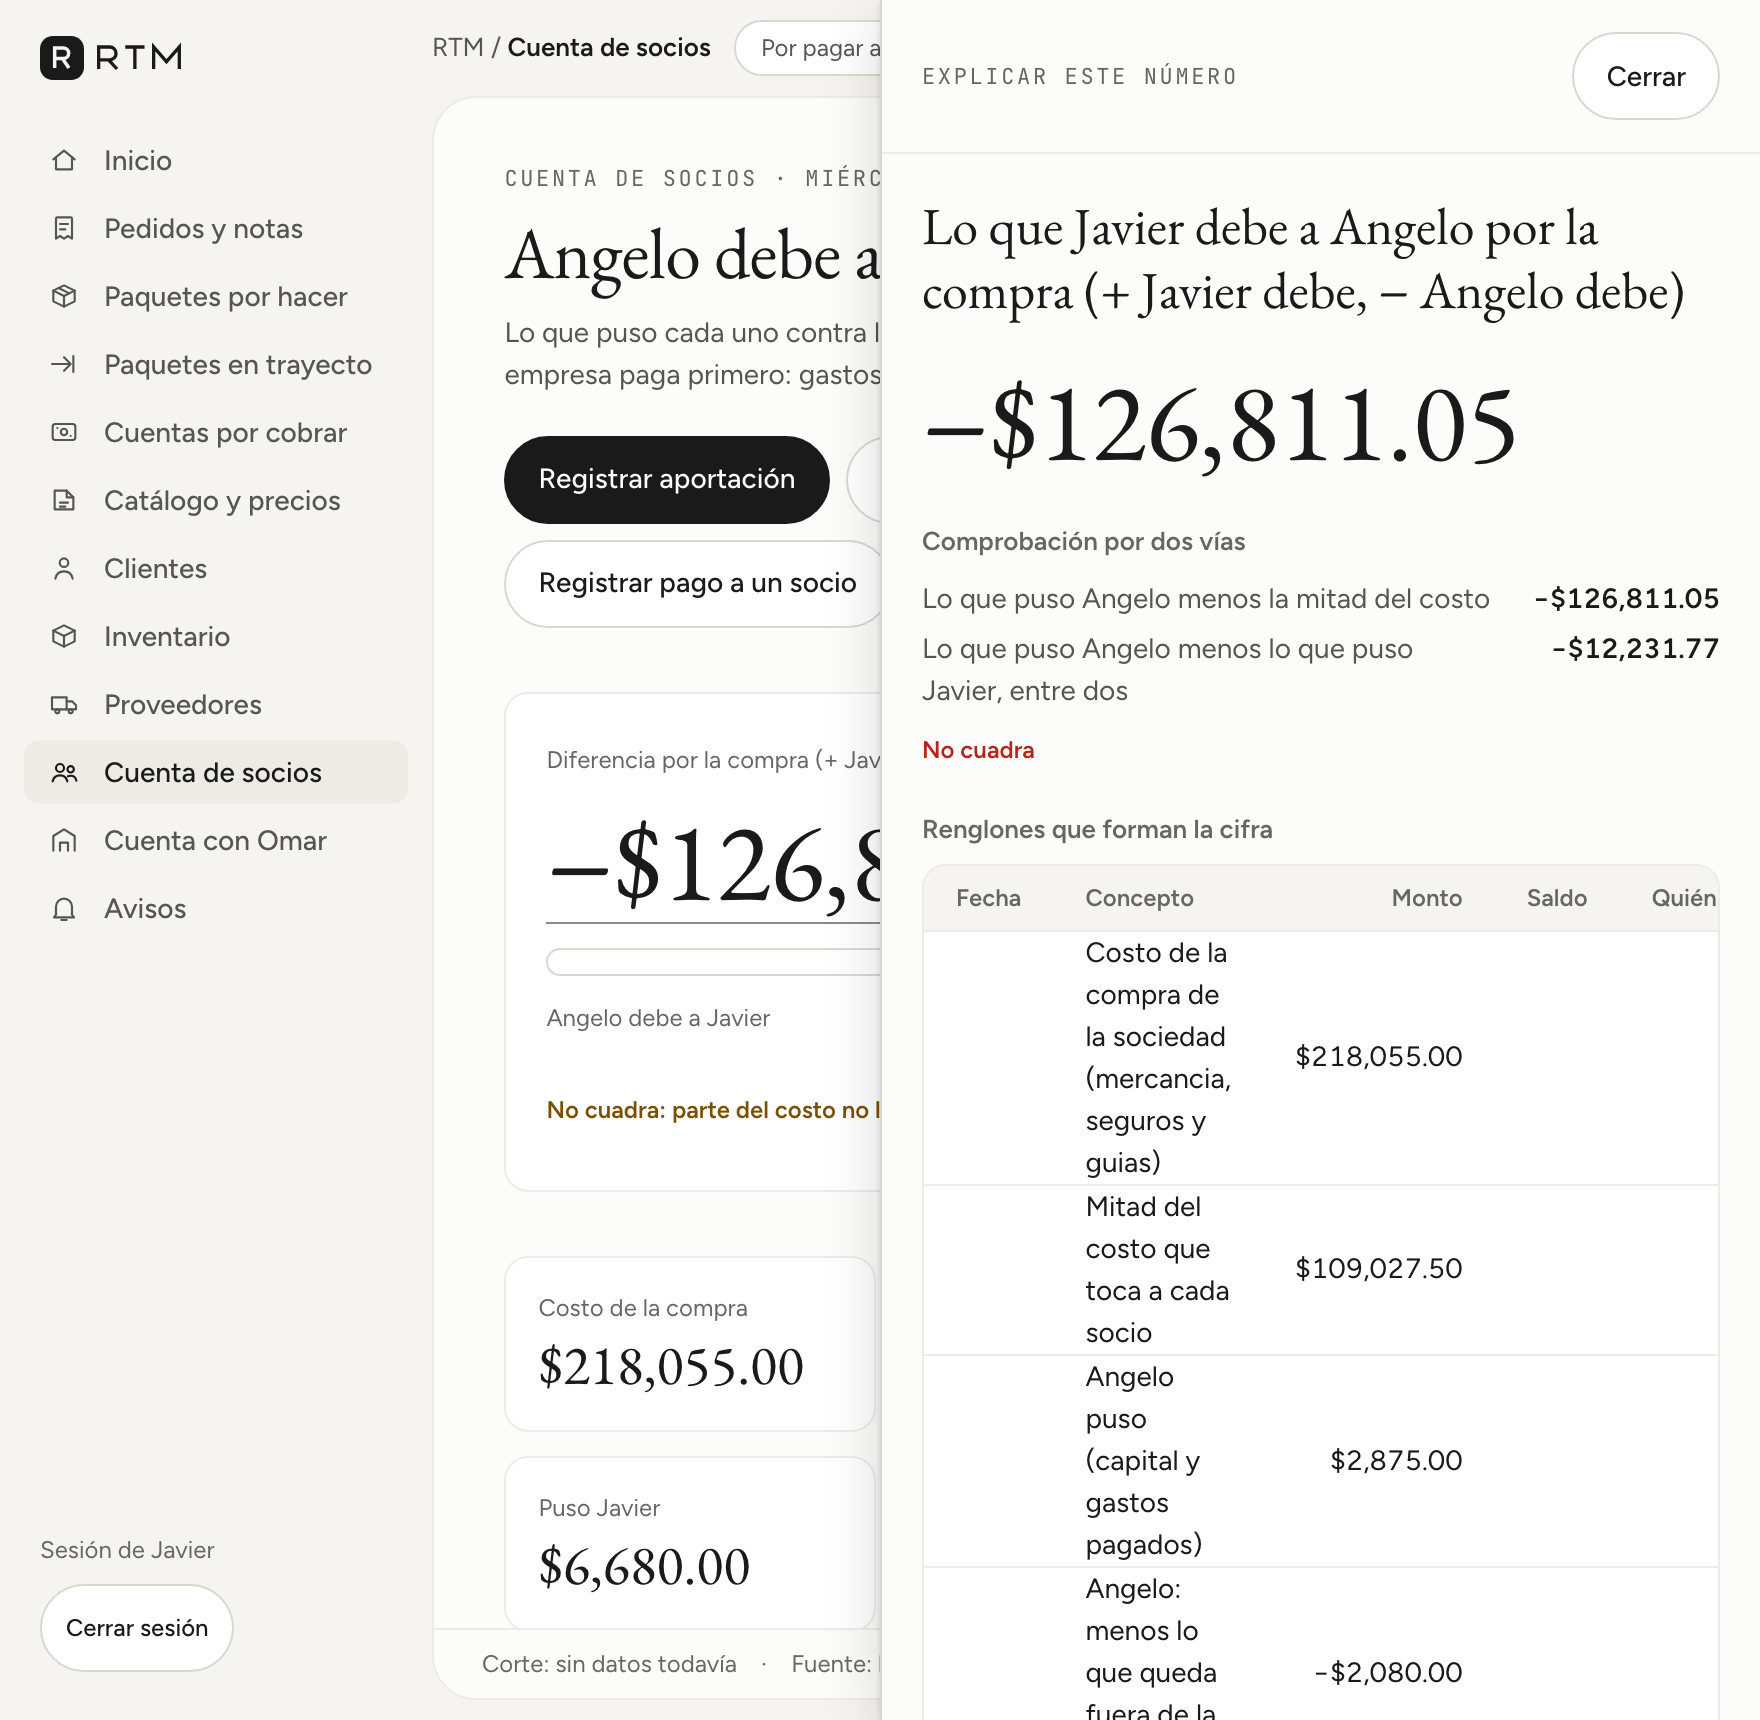 R RTM
Inicio
Pedidos y notas
Paquetes por hacer
Paquetes en trayecto
Cuentas por cobrar
Catálogo y precios
Clientes
Inventario
Proveedores
Cuenta de socios
Cuenta con Omar
Avisos
Sesión de Javier
Cerrar sesión
RTM / Cuenta de socios
Por pagar a
CUENTA DE SOCIOS · MIÉRC
Angelo debe a
Lo que puso cada uno contra l
empresa paga primero: gastos
Registrar aportación
Registrar pago a un socio
Diferencia por la compra (+ Jav
−$126,8
Angelo debe a Javier
No cuadra: parte del costo no l
Costo de la compra
$218,055.00
Puso Javier
$6,680.00
Corte: sin datos todavía · Fuente:
EXPLICAR ESTE NÚMERO
Cerrar
Lo que Javier debe a Angelo por la
compra (+ Javier debe, − Angelo debe)
−$126,811.05
Comprobación por dos vías
Lo que puso Angelo menos la mitad del costo −$126,811.05
Lo que puso Angelo menos lo que puso −$12,231.77
Javier, entre dos
No cuadra
Renglones que forman la cifra
Fecha Concepto Monto Saldo Quién
Costo de la
compra de
la sociedad
(mercancia,
seguros y
guias)
$218,055.00
Mitad del
costo que
toca a cada
socio
$109,027.50
Angelo
puso
(capital y
gastos
pagados)
$2,875.00
Angelo:
menos lo
que queda
fuera de la
−$2,080.00